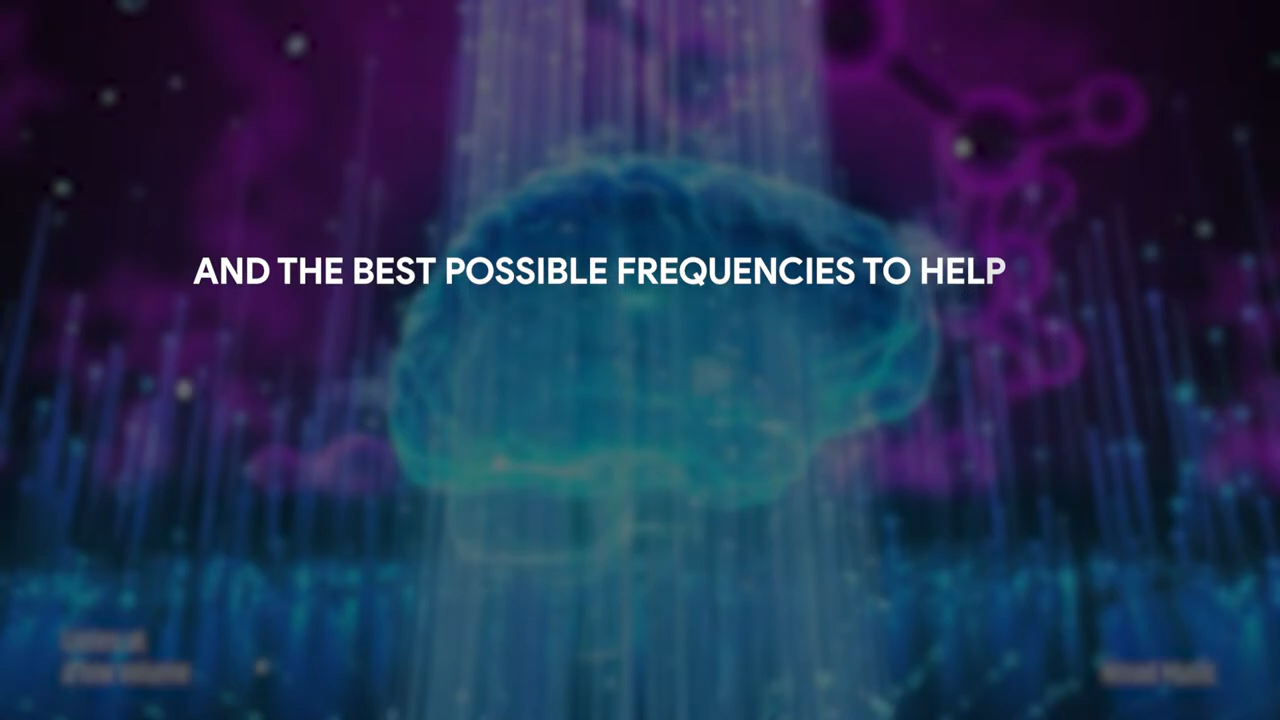 AND THE BEST POSSIBLE FREQUENCIES TO HELP